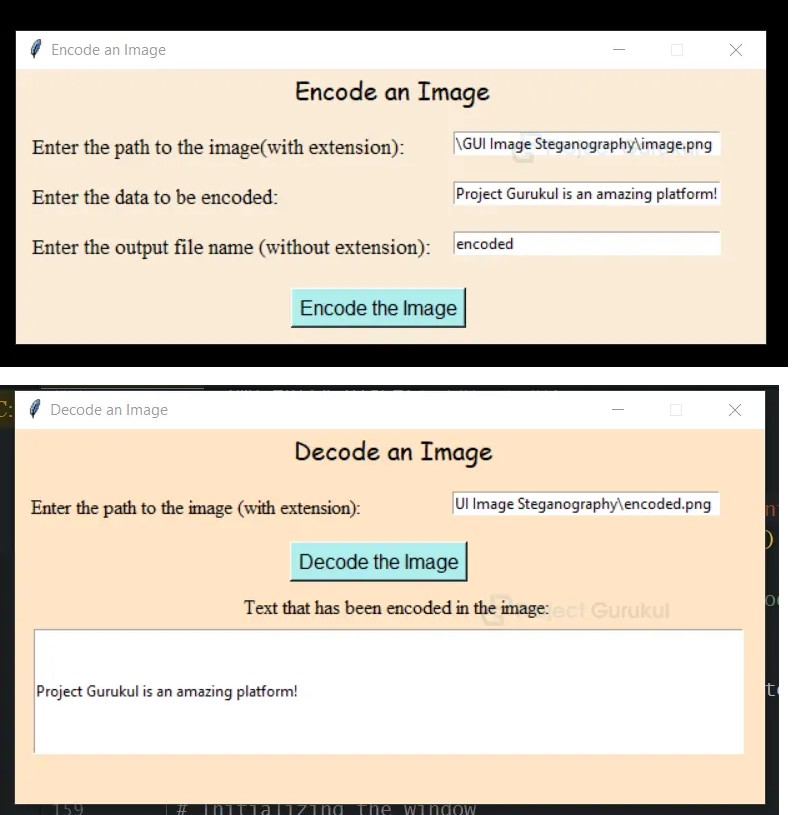 Encode an Image
Encode an Image
Enter the path to the image(with extension): \GUI Image Steganography\image.png
Enter the data to be encoded: Project Gurukul is an amazing platform!
Enter the output file name (without extension): encoded
Encode the Image
C:
Decode an Image
Decode an Image
Enter the path to the image (with extension): UI Image Steganography\encoded.png
Decode the Image
Text that has been encoded in the image:
Project Gurukul
Project Gurukul is an amazing platform!
159 # Initializing the window